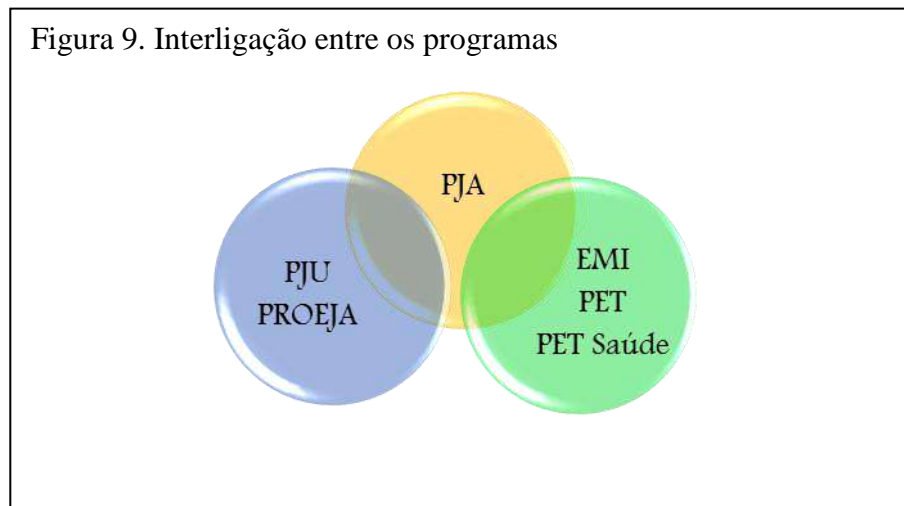 Figura 9. Interligação entre os programas
PJA
PJU
PROEJA
EMI
PET
PET Saúde